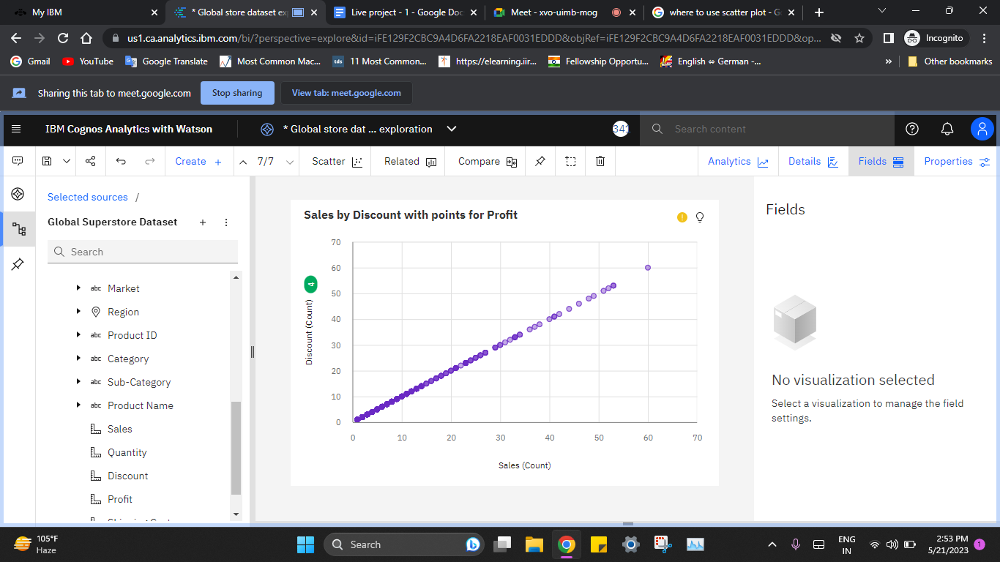 My IBM
* Global store dataset ex
Live project - 1 - Google Doc
Meet - xvo-uimb-mog
where to use scatter plot - G
us1.ca.analytics.ibm.com/bi/?perspective=explore&id=iFE129F2CBC9A4D6FA2218EAF0031EDDD&objRef=iFE129F2CBC9A4D6FA2218EAF0031EDDD&op...
Incognito
Gmail
YouTube
Google Translate
Most Common Mac...
tds
11 Most Common...
https://elearning.iir...
Fellowship Opportu...
English ⇔ German -...
»
Other bookmarks
Sharing this tab to meet.google.com
Stop sharing
View tab: meet.google.com
IBM Cognos Analytics with Watson
* Global store dat ... exploration
341
Search content
Create +
7/7
Scatter
Related
Compare
Analytics
Details
Fields
Properties
Selected sources /
Global Superstore Dataset
Search
abc Market
Region
abc Product ID
abc Category
abc Sub-Category
abc Product Name
Sales
Quantity
Discount
Profit
Sales by Discount with points for Profit
70
60
50
40
30
20
10
0
4
Discount (Count)
0 10 20 30 40 50 60 70
Sales (Count)
Fields
No visualization selected
Select a visualization to manage the field
settings.
105°F
Haze
Search
ENG
IN
2:53 PM
5/21/2023
1